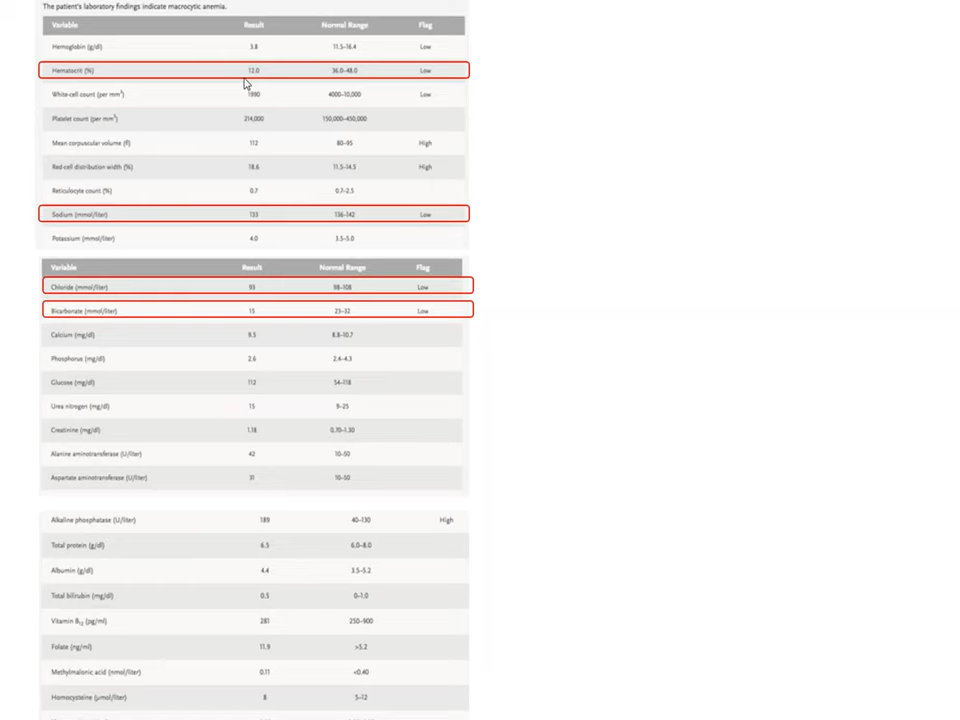 The patient's laboratory findings indicate macrocytic anemia.
Variable Result Normal Range Flag
Hemoglobin (g/dl) 3.8 11.5–16.4 Low
Hematocrit (%) 12.0 36.0–48.0 Low
White-cell count (per mm³) 1990 4000–10,000 Low
Platelet count (per mm³) 214,000 150,000–450,000
Mean corpuscular volume (fl) 112 80–95 High
Red-cell distribution width (%) 18.6 11.5–14.5 High
Reticulocyte count (%) 0.7 0.7–2.5
Sodium (mmol/liter) 133 136–142 Low
Potassium (mmol/liter) 4.0 3.5–5.0
Variable Result Normal Range Flag
Chloride (mmol/liter) 93 98–108 Low
Bicarbonate (mmol/liter) 15 23–32 Low
Calcium (mg/dl) 9.5 8.8–10.7
Phosphorus (mg/dl) 2.6 2.4–4.3
Glucose (mg/dl) 112 54–118
Urea nitrogen (mg/dl) 15 9–25
Creatinine (mg/dl) 1.18 0.70–1.30
Alanine aminotransferase (U/liter) 42 10–50
Aspartate aminotransferase (U/liter) 31 10–50
Alkaline phosphatase (U/liter) 189 40–130 High
Total protein (g/dl) 6.5 6.0–8.0
Albumin (g/dl) 4.4 3.5–5.2
Total bilirubin (mg/dl) 0.5 0–1.0
Vitamin B₁₂ (pg/ml) 281 250–900
Folate (ng/ml) 11.9 >5.2
Methylmalonic acid (nmol/liter) 0.11 <0.40
Homocysteine (μmol/liter) 8 5–12